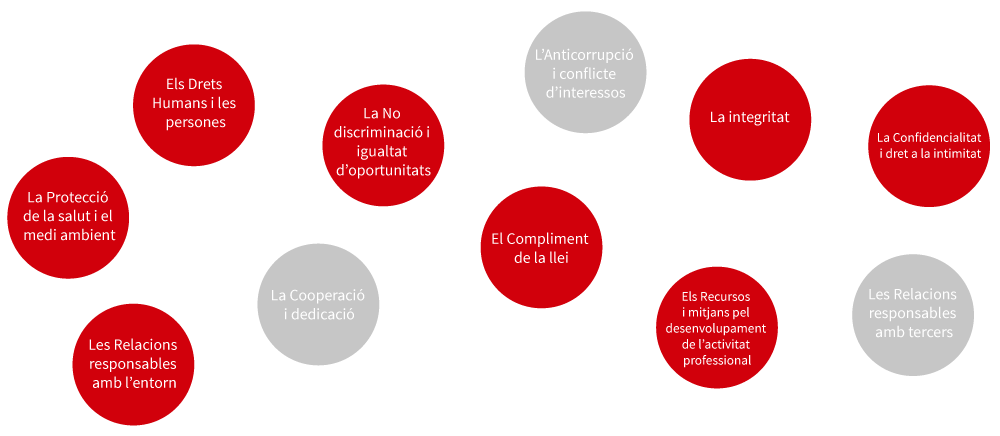 Els Drets
Humans i les
persones
La No
discriminació i
igualtat
d’oportunitats
L’Anticorrupció
i conflicte
d’interessos
La integritat
La Confidencialitat
i dret a la intimitat
La Protecció
de la salut i el
medi ambient
La Cooperació
i dedicació
El Compliment
de la llei
Els Recursos
i mitjans pel
desenvolupament
de l’activitat
professional
Les Relacions
responsables
amb tercers
Les Relacions
responsables
amb l’entorn